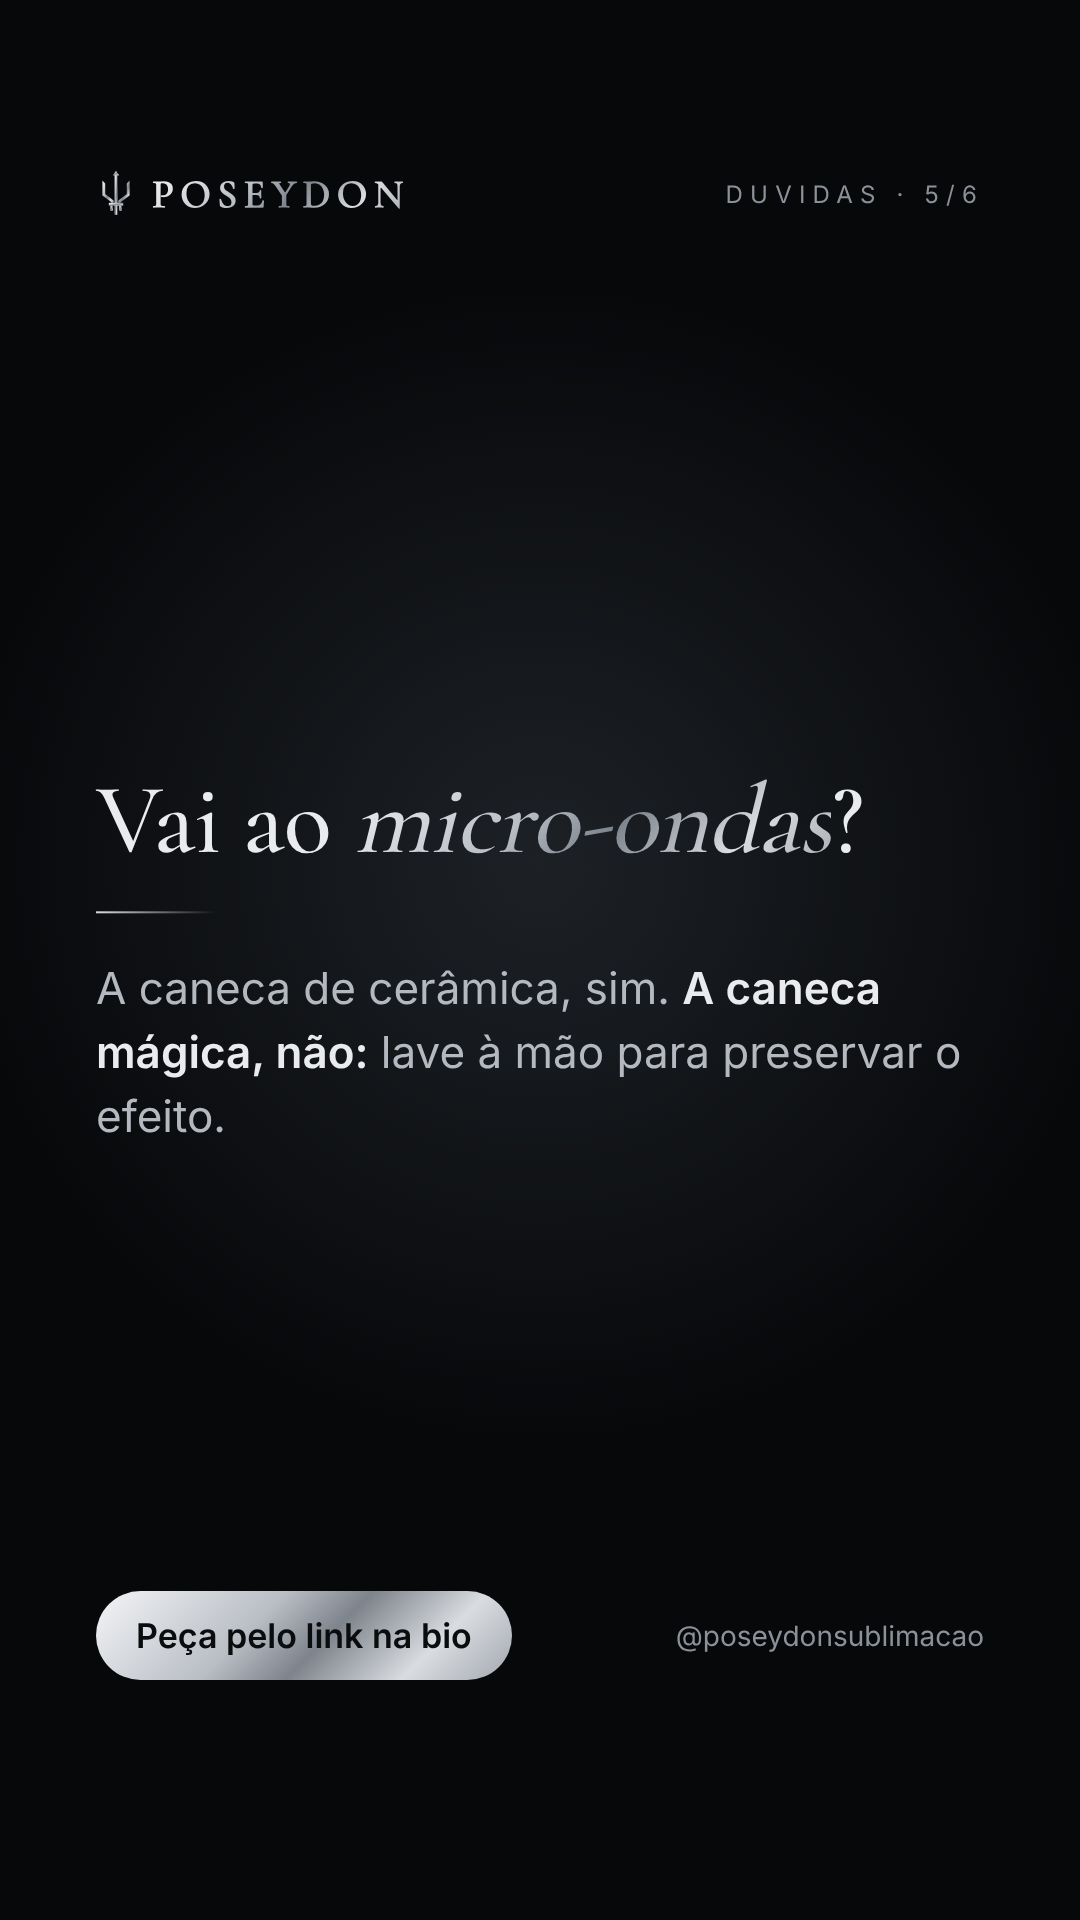 POSEYDON
DUVIDAS · 5/6
Vai ao micro-ondas?
A caneca de cerâmica, sim. A caneca
mágica, não: lave à mão para preservar o
efeito.
Peça pelo link na bio
@poseydonsublimacao